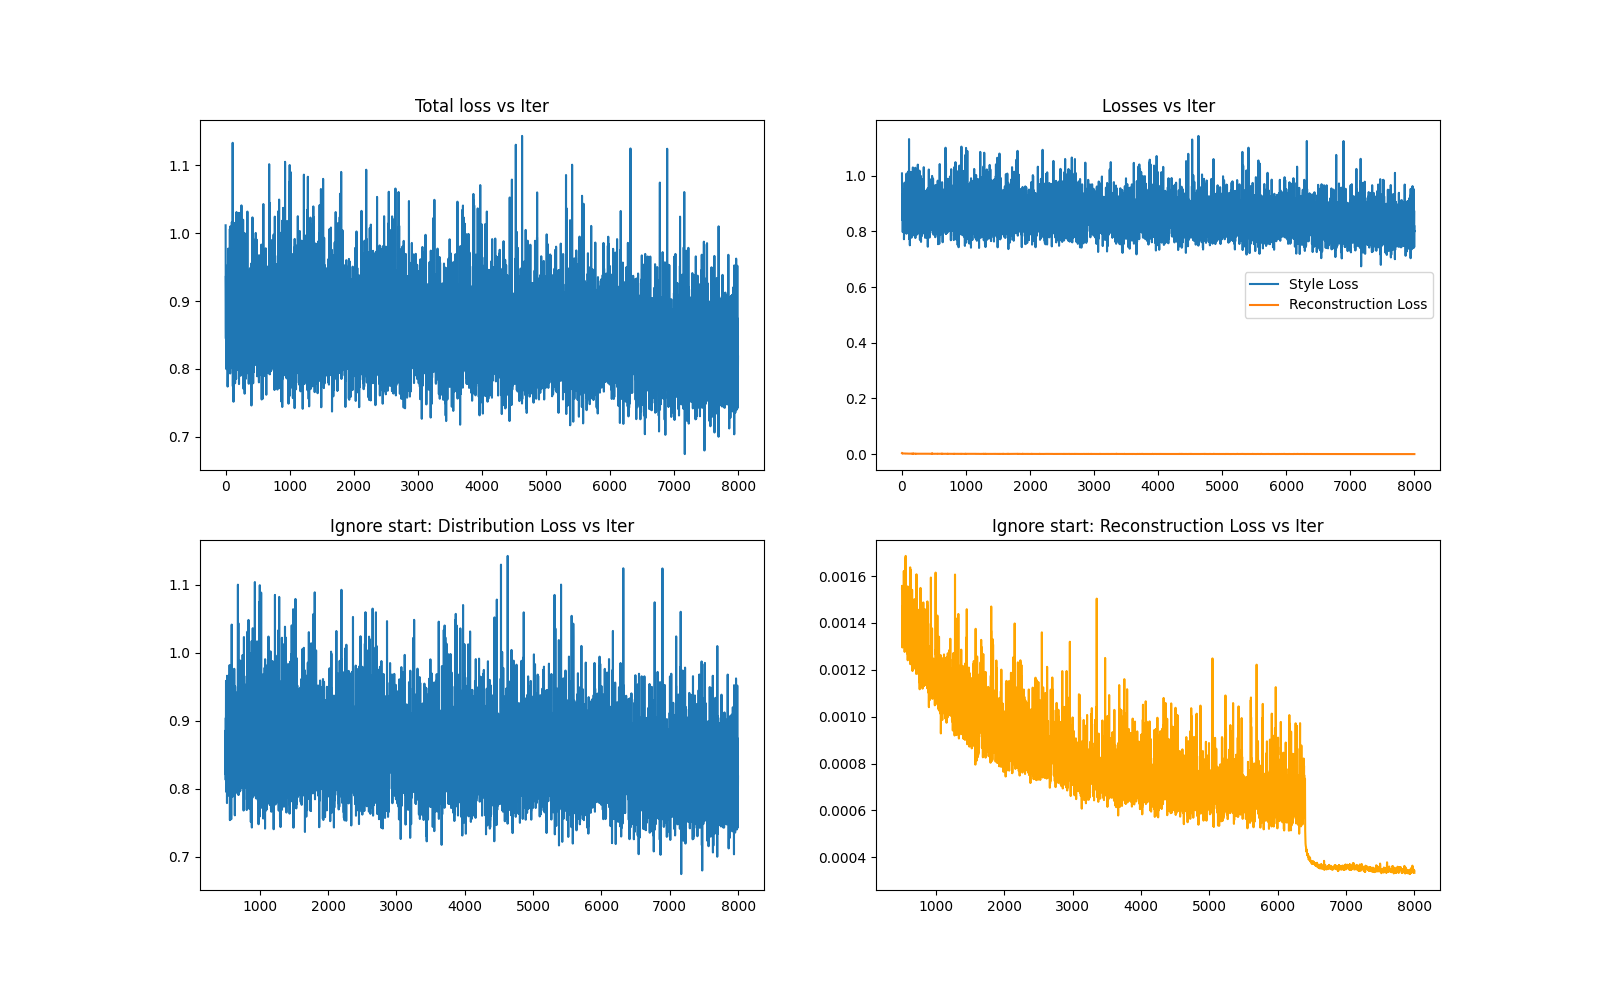 Total loss vs Iter
1.1
1.0
0.9
0.8
0.7
0 1000 2000 3000 4000 5000 6000 7000 8000
Losses vs Iter
1.0
0.8
0.6
0.4
0.2
0.0
Style Loss
Reconstruction Loss
0 1000 2000 3000 4000 5000 6000 7000 8000
Ignore start: Distribution Loss vs Iter
1.1
1.0
0.9
0.8
0.7
1000 2000 3000 4000 5000 6000 7000 8000
Ignore start: Reconstruction Loss vs Iter
0.0016
0.0014
0.0012
0.0010
0.0008
0.0006
0.0004
1000 2000 3000 4000 5000 6000 7000 8000